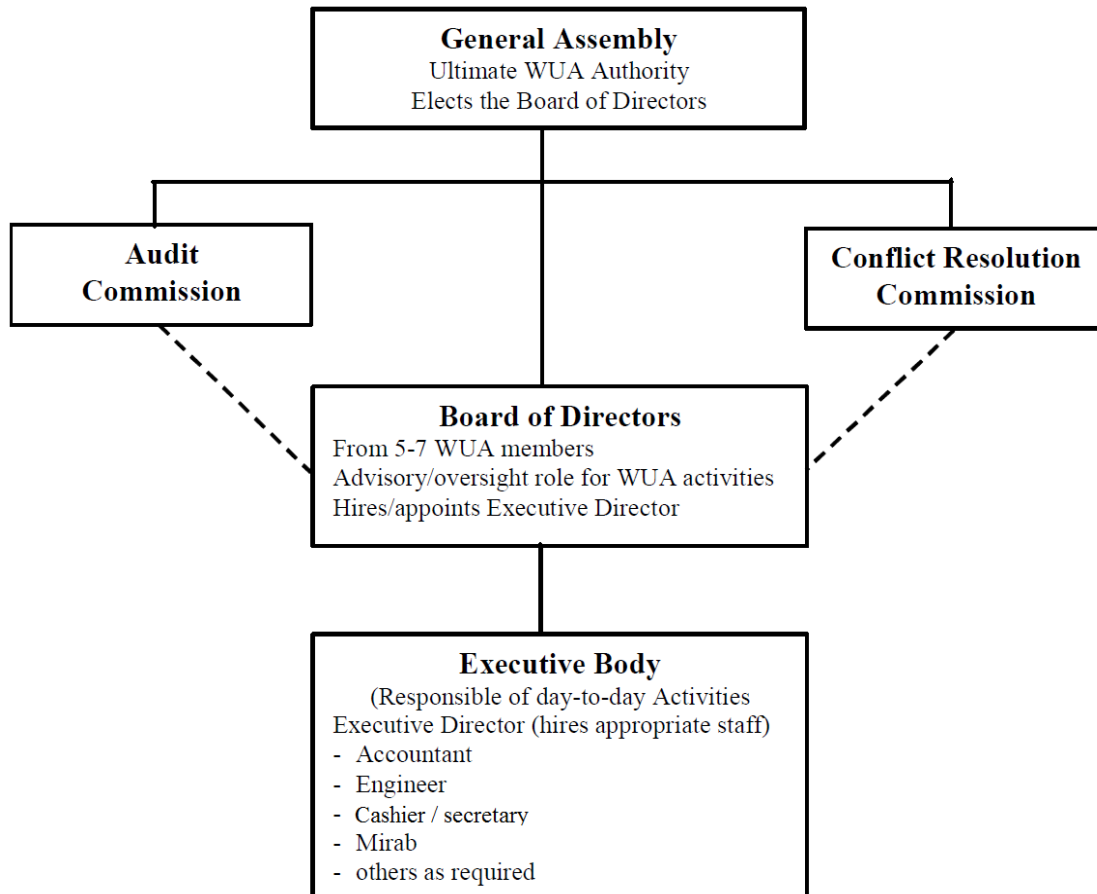 General Assembly
Ultimate WUA Authority
Elects the Board of Directors
Audit
Commission
Conflict Resolution
Commission
Board of Directors
From 5-7 WUA members
Advisory/oversight role for WUA activities
Hires/appoints Executive Director
Executive Body
(Responsible of day-to-day Activities
Executive Director (hires appropriate staff)
- Accountant
- Engineer
- Cashier / secretary
- Mirab
- others as required